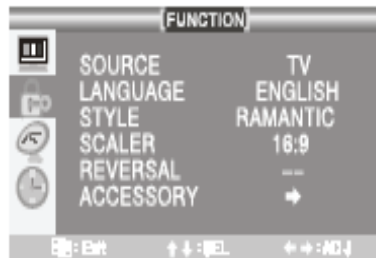 FUNCTION
SOURCE TV
LANGUAGE ENGLISH
STYLE RAMANTIC
SCALER 16:9
REVERSAL --
ACCESSORY →
: Exit ↑↓:SEL ←→:ADJ